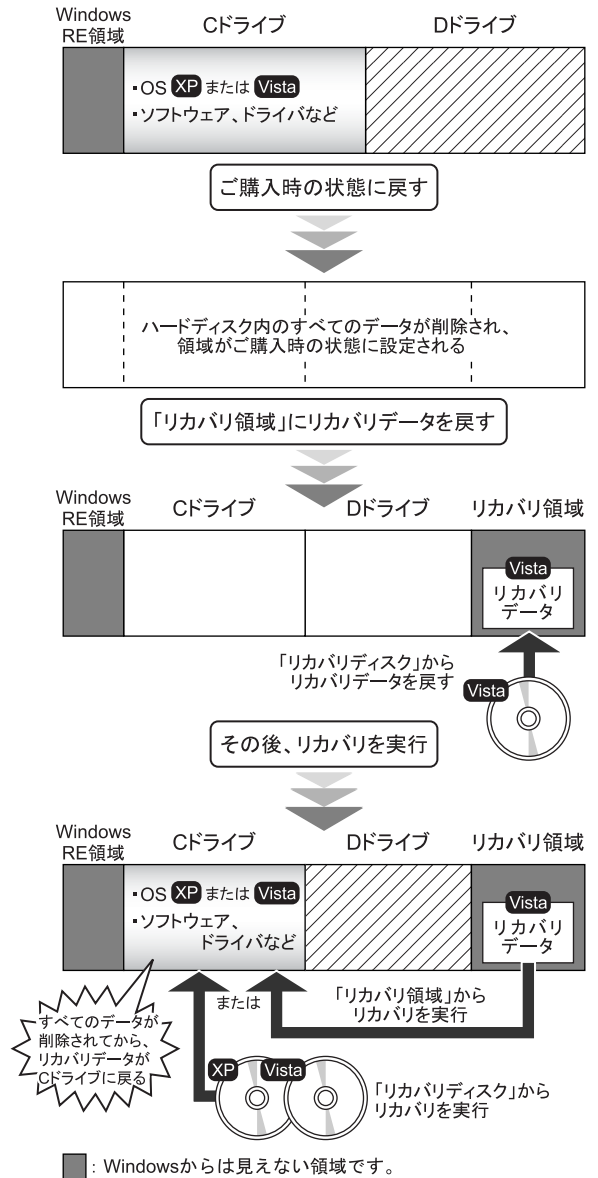 Windows
RE領域
Cドライブ
Dドライブ
・OS XP または Vista
・ソフトウェア、ドライバなど
ご購入時の状態に戻す
ハードディスク内のすべてのデータが削除され、
領域がご購入時の状態に設定される
「リカバリ領域」にリカバリデータを戻す
Windows
RE領域
Cドライブ
Dドライブ
リカバリ領域
Vista
リカバリ
データ
「リカバリディスク」から
リカバリデータを戻す
Vista
その後、リカバリを実行
Windows
RE領域
Cドライブ
Dドライブ
リカバリ領域
・OS XP または Vista
・ソフトウェア、
ドライバなど
Vista
リカバリ
データ
または
「リカバリ領域」から
リカバリを実行
すべてのデータが
削除されてから、
リカバリデータが
Cドライブに戻る
XP
Vista
「リカバリディスク」から
リカバリを実行
: Windowsからは見えない領域です。